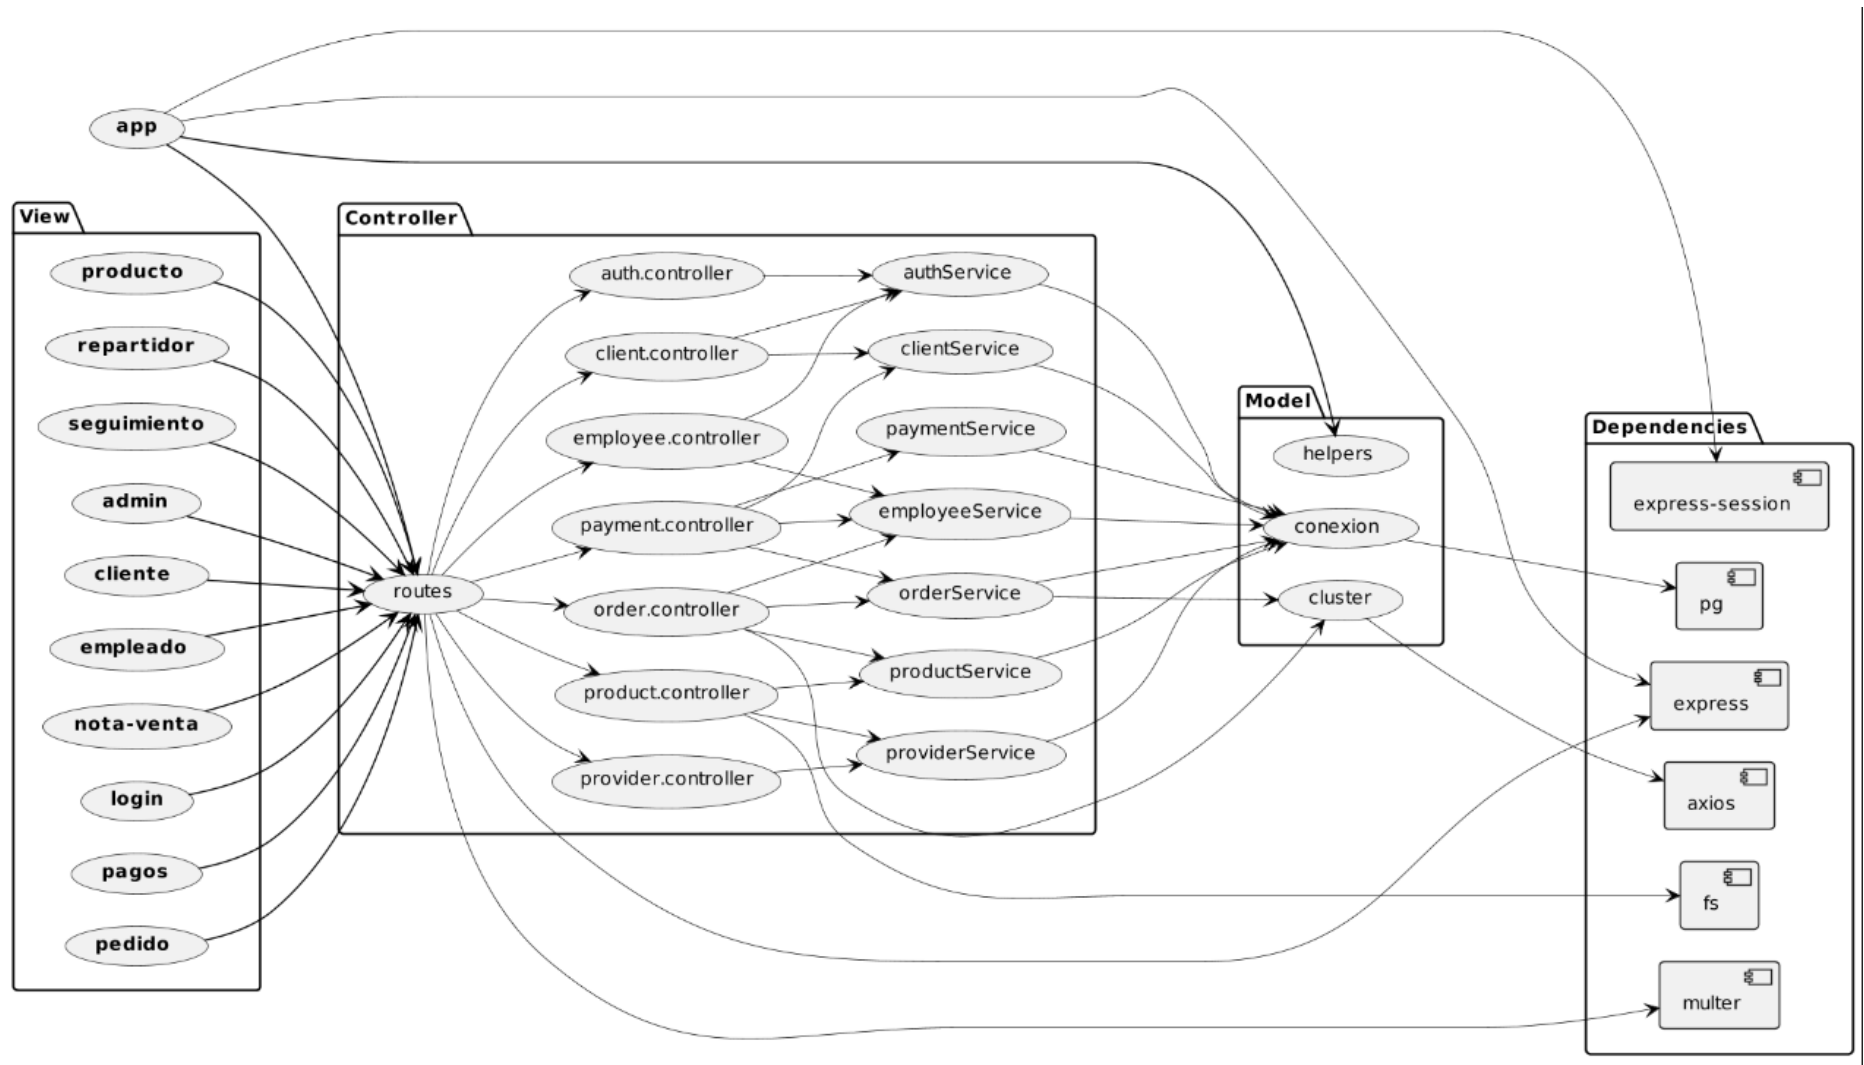 app
View
producto
repartidor
seguimiento
admin
cliente
empleado
nota-venta
login
pagos
pedido
Controller
routes
auth.controller
client.controller
employee.controller
payment.controller
order.controller
product.controller
provider.controller
authService
clientService
paymentService
employeeService
orderService
productService
providerService
Model
helpers
conexion
cluster
Dependencies
express-session
pg
express
axios
fs
multer